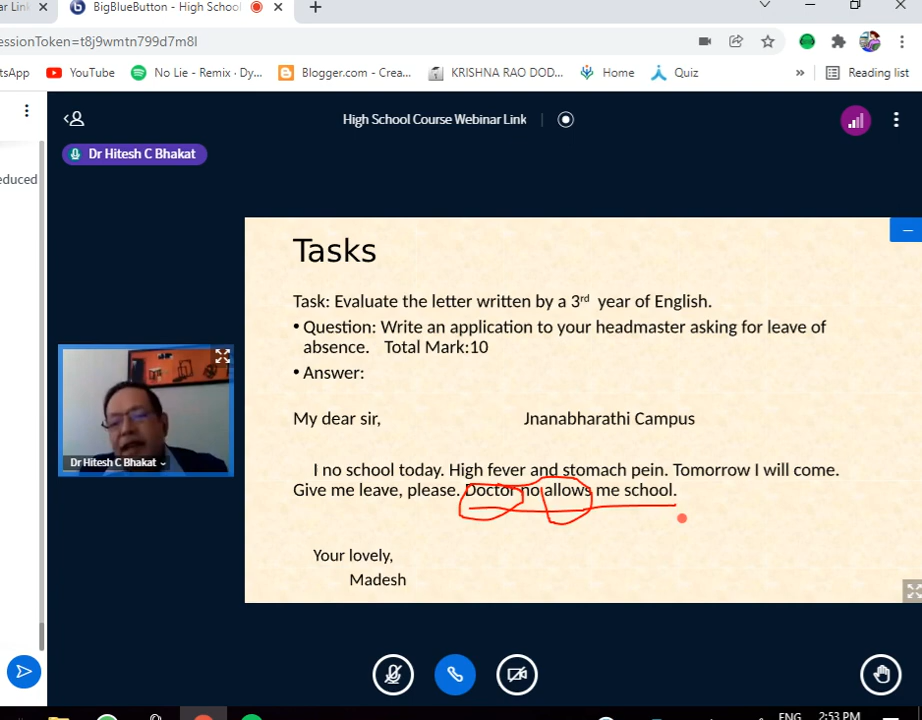 ar Link
BigBlueButton - High School
essionToken=t8j9wmtn799d7m8l
tsApp YouTube No Lie - Remix · Dy... Blogger.com - Crea... KRISHNA RAO DOD... Home Quiz » Reading list
High School Course Webinar Link
Dr Hitesh C Bhakat
educed
Tasks
Task: Evaluate the letter written by a 3rd year of English.
• Question: Write an application to your headmaster asking for leave of
absence. Total Mark:10
• Answer:
My dear sir, Jnanabharathi Campus
I no school today. High fever and stomach pein. Tomorrow I will come.
Give me leave, please. Doctor no allows me school.
Your lovely,
Madesh
Dr Hitesh C Bhakat
ENG 2:53 PM